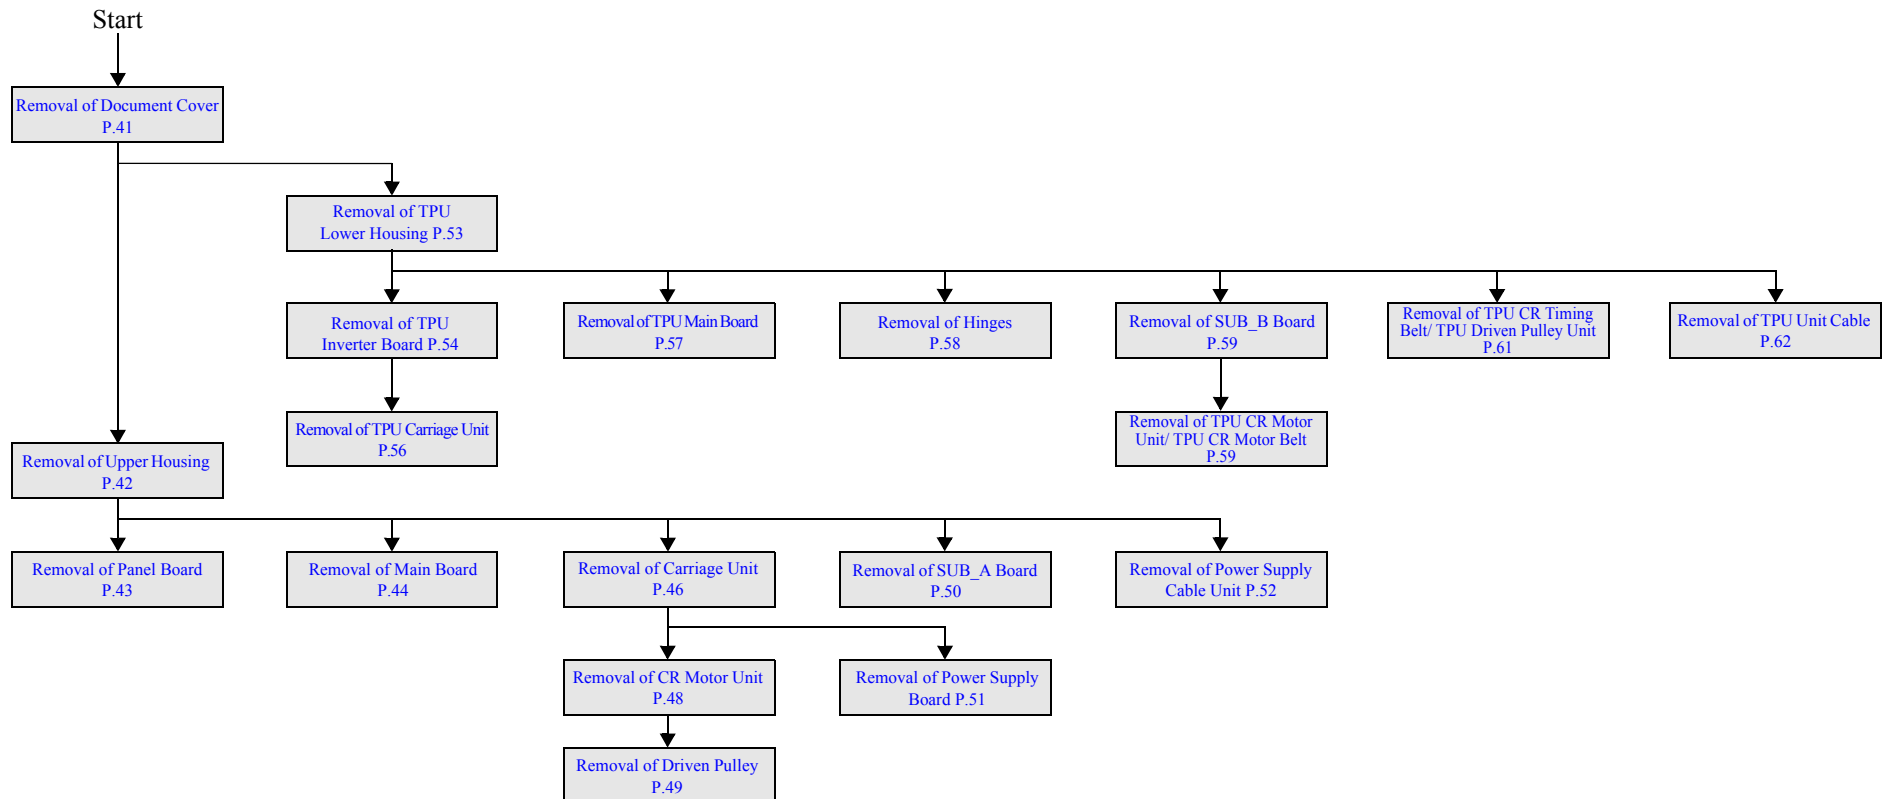 Start
Removal of Document Cover
P.41
Removal of TPU
Lower Housing P.53
Removal of TPU
Inverter Board P.54
Removal of TPU Main Board
P.57
Removal of Hinges
P.58
Removal of SUB_B Board
P.59
Removal of TPU CR Timing
Belt/ TPU Driven Pulley Unit
P.61
Removal of TPU Unit Cable
P.62
Removal of TPU Carriage Unit
P.56
Removal of TPU CR Motor
Unit/ TPU CR Motor Belt
P.59
Removal of Upper Housing
P.42
Removal of Panel Board
P.43
Removal of Main Board
P.44
Removal of Carriage Unit
P.46
Removal of SUB_A Board
P.50
Removal of Power Supply
Cable Unit P.52
Removal of CR Motor Unit
P.48
Removal of Power Supply
Board P.51
Removal of Driven Pulley
P.49